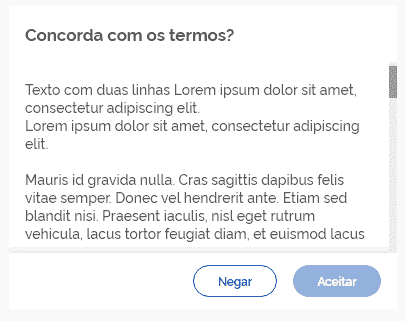 Concorda com os termos?
Texto com duas linhas Lorem ipsum dolor sit amet,
consectetur adipiscing elit.
Lorem ipsum dolor sit amet, consectetur adipiscing
elit.
Mauris id gravida nulla. Cras sagittis dapibus felis
vitae semper. Donec vel hendrerit ante. Etiam sed
blandit nisi. Praesent iaculis, nisl eget rutrum
vehicula, lacus tortor feugiat diam, et euismod lacus
Negar
Aceitar